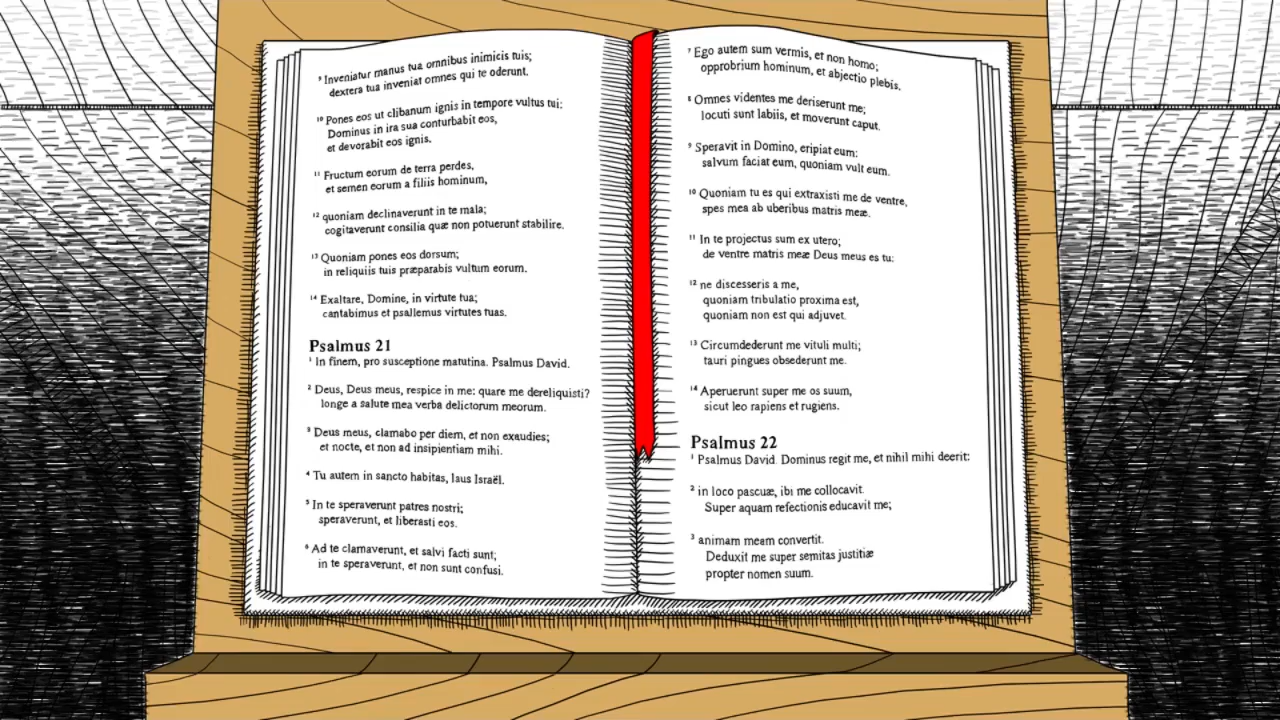 9 Inveniatur manus tua omnibus inimicis tuis;
dextera tua inveniat omnes qui te oderunt.
10 Pones eos ut clibanum ignis in tempore vultus tui:
Dominus in ira sua conturbabit eos,
et devorabit eos ignis.
11 Fructum eorum de terra perdes,
et semen eorum a filiis hominum,
12 quoniam declinaverunt in te mala;
cogitaverunt consilia quæ non potuerunt stabilire.
13 Quoniam pones eos dorsum;
in reliquiis tuis præparabis vultum eorum.
14 Exaltare, Domine, in virtute tua;
cantabimus et psallemus virtutes tuas.
Psalmus 21
1 In finem, pro susceptione matutina. Psalmus David.
2 Deus, Deus meus, respice in me: quare me dereliquisti?
longe a salute mea verba delictorum meorum.
3 Deus meus, clamabo per diem, et non exaudies;
et nocte, et non ad insipientiam mihi.
4 Tu autem in sancto habitas, laus Israël.
5 In te speraverunt patres nostri;
speraverunt, et liberasti eos.
6 Ad te clamaverunt, et salvi facti sunt;
in te speraverunt, et non sunt confusi.
7 Ego autem sum vermis, et non homo;
opprobrium hominum, et abjectio plebis.
8 Omnes videntes me deriserunt me;
locuti sunt labiis, et moverunt caput.
9 Speravit in Domino, eripiat eum;
salvum faciat eum, quoniam vult eum.
10 Quoniam tu es qui extraxisti me de ventre,
spes mea ab uberibus matris meæ.
11 In te projectus sum ex utero;
de ventre matris meæ Deus meus es tu:
12 ne discesseris a me,
quoniam tribulatio proxima est,
quoniam non est qui adjuvet.
13 Circumdederunt me vituli multi;
tauri pingues obsederunt me.
14 Aperuerunt super me os suum,
sicut leo rapiens et rugiens.
Psalmus 22
1 Psalmus David. Dominus regit me, et nihil mihi deerit:
2 in loco pascuæ, ibi me collocavit.
Super aquam refectionis educavit me;
3 animam meam convertit.
Deduxit me super semitas justitiæ
propter nomen suum.